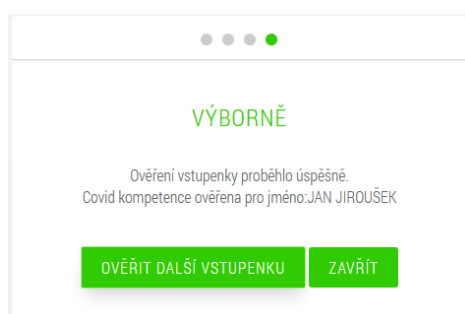 VÝBORNĚ
Ověření vstupenky proběhlo úspěšně.
Covid kompetence ověřena pro jméno:JAN JIROUŠEK
OVĚŘIT DALŠÍ VSTUPENKU
ZAVŘÍT